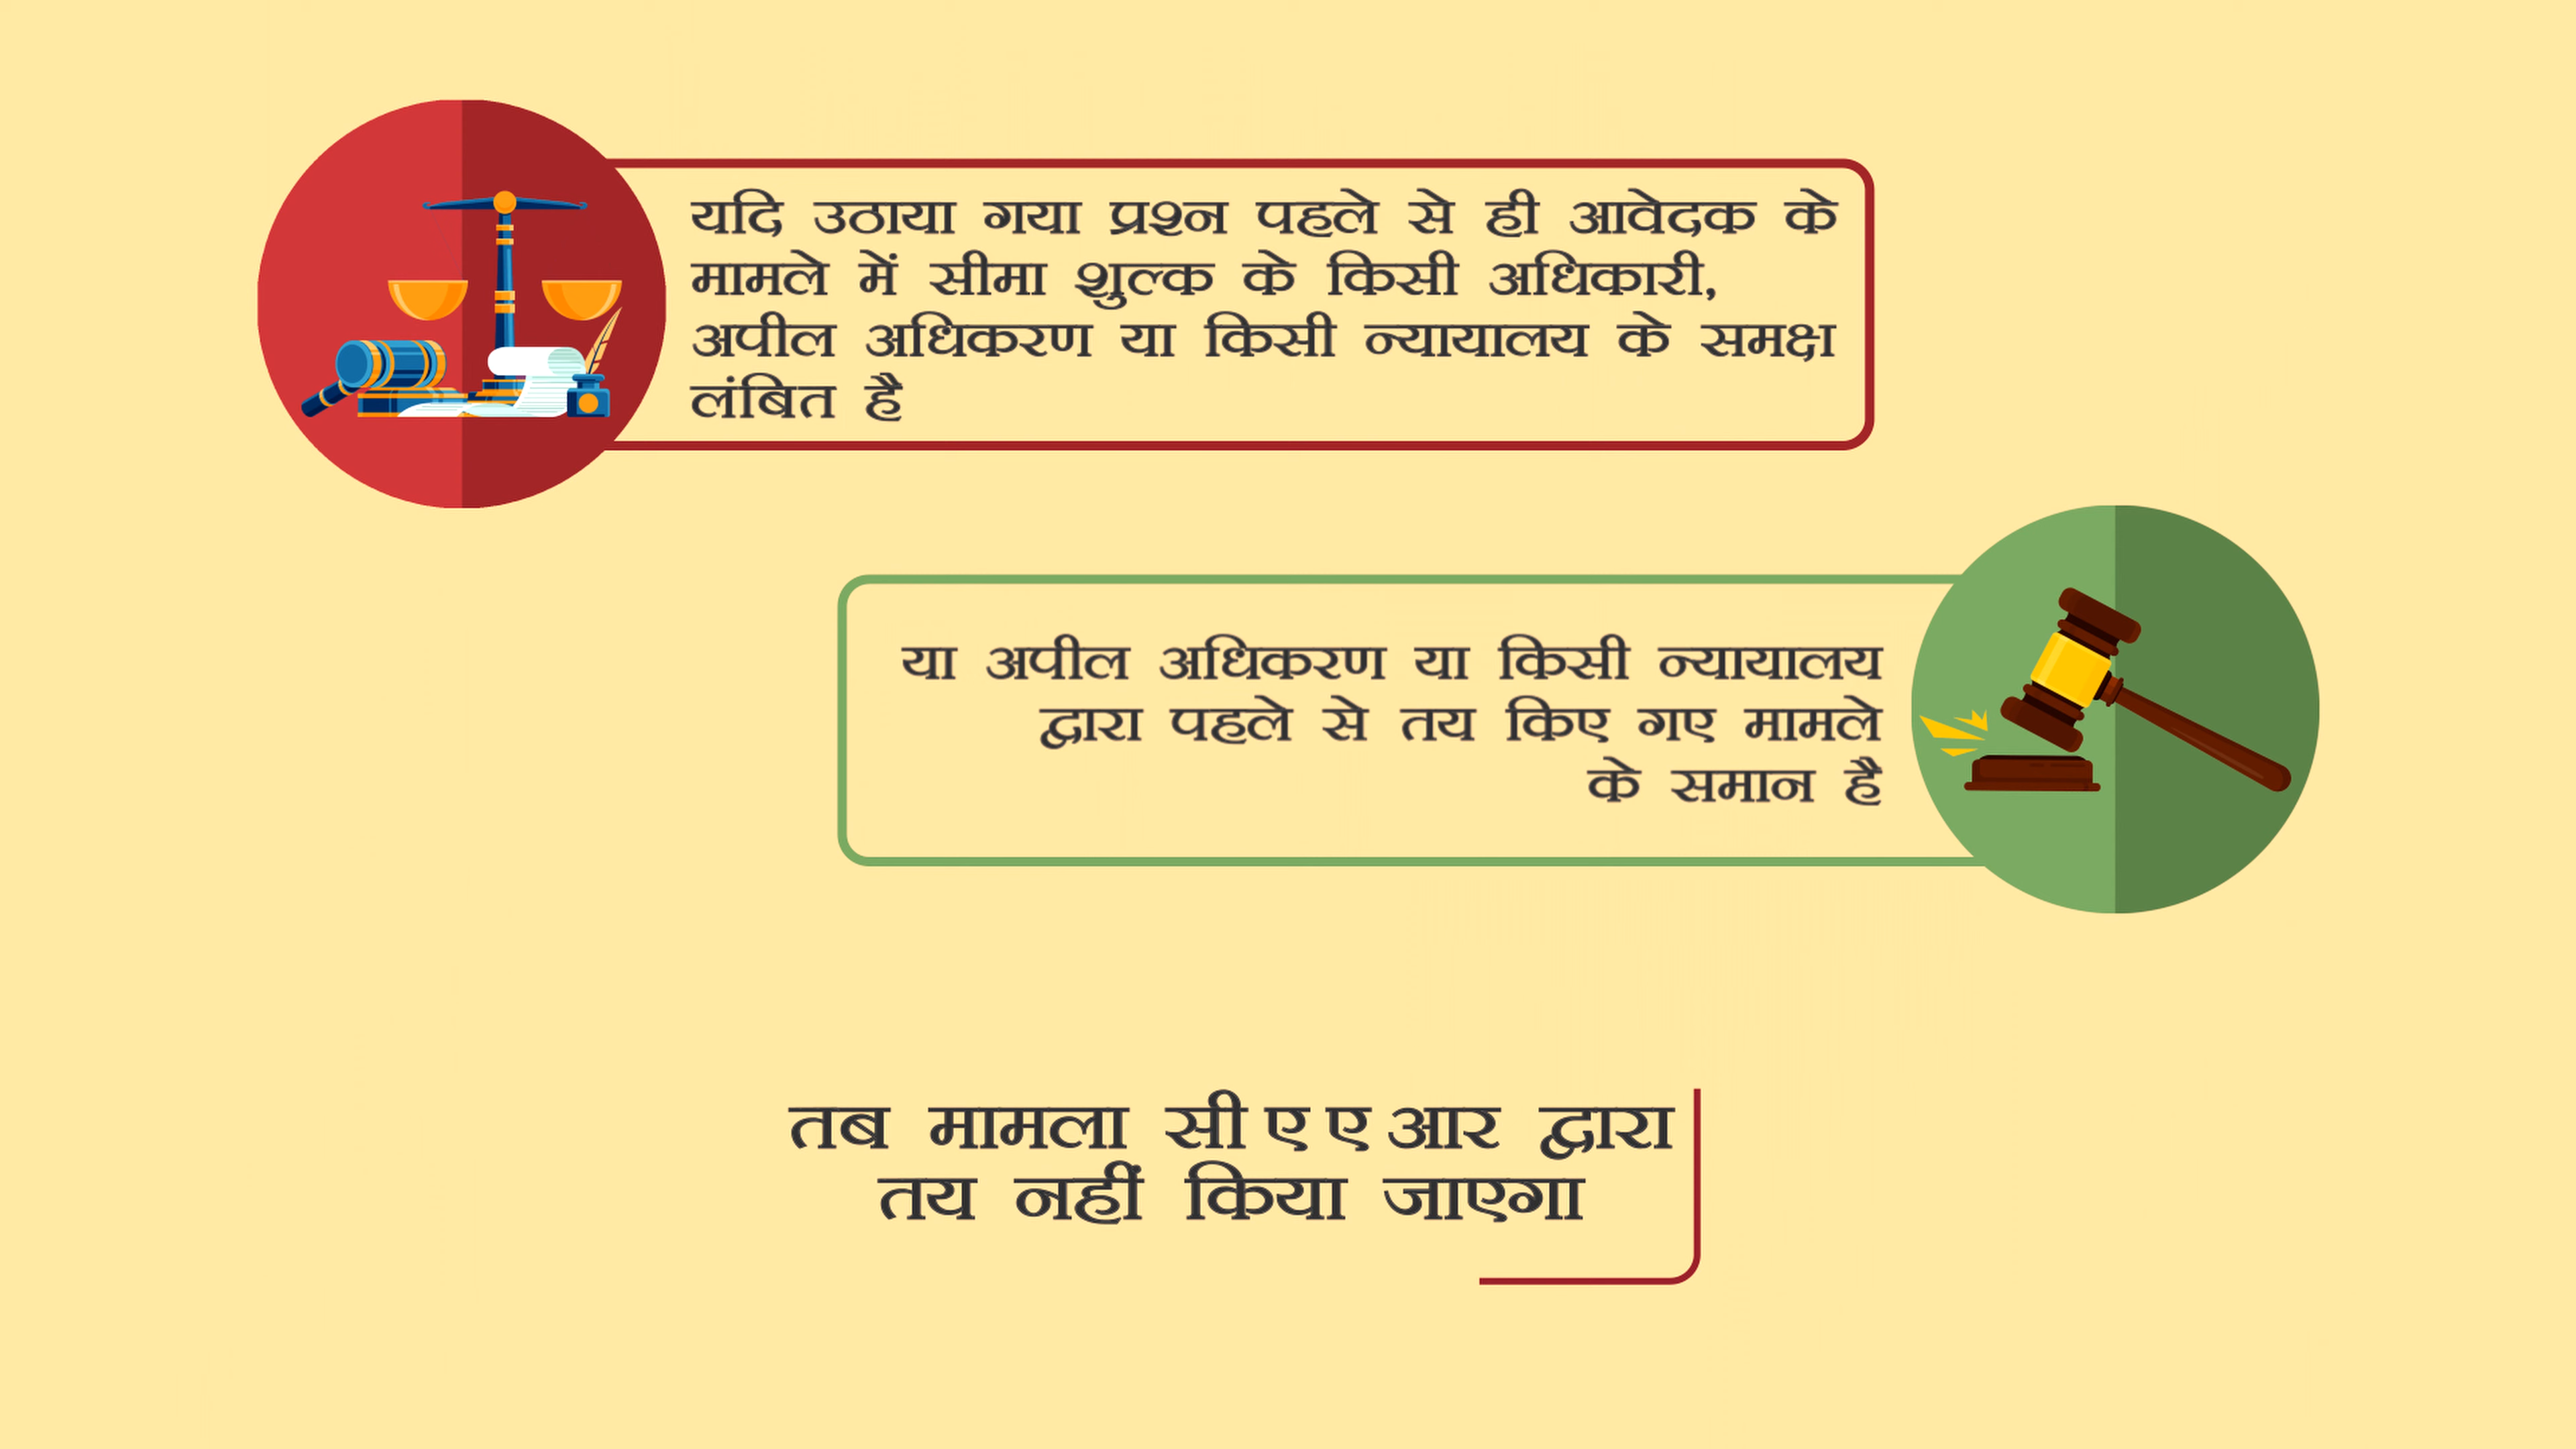 यदि उठाया गया प्रश्न पहले से ही आवेदक के
मामले में सीमा शुल्क के किसी अधिकारी,
अपील अधिकरण या किसी न्यायालय के समक्ष
लंबित है
या अपील अधिकरण या किसी न्यायालय
द्वारा पहले से तय किए गए मामले
के समान है
तब मामला सी ए ए आर द्वारा
तय नहीं किया जाएगा